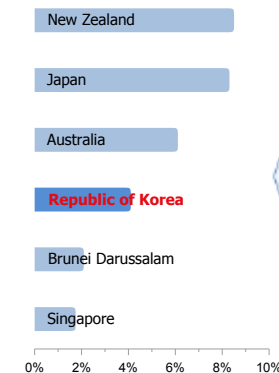 New Zealand
Japan
Australia
Republic of Korea
Brunei Darussalam
Singapore
0% 2% 4% 6% 8% 10%